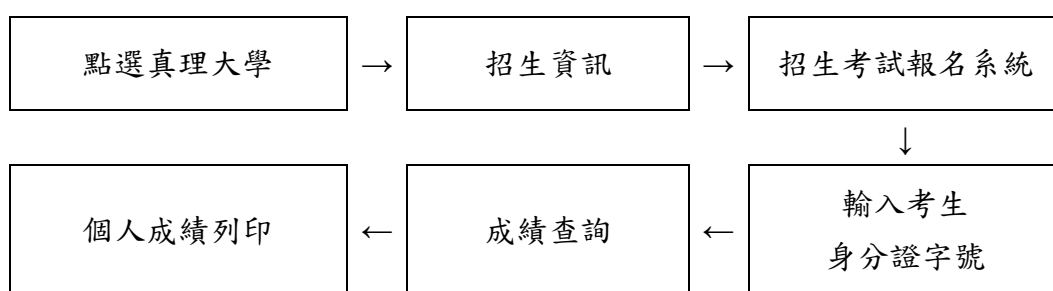 點選真理大學 → 招生資訊 → 招生考試報名系統
↓
輸入考生
個人成績列印 ← 成績查詢 ← 
身分證字號